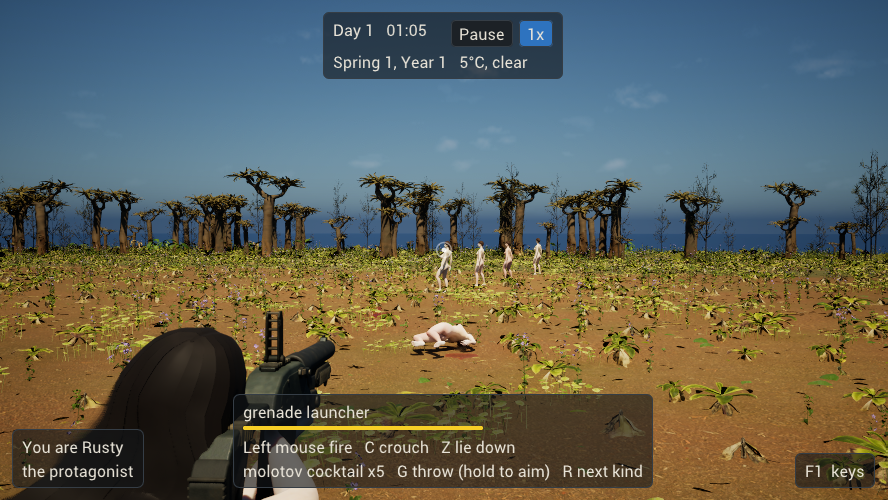 Day 1 01:05 Pause 1x
Spring 1, Year 1 5°C, clear
grenade launcher
Left mouse fire C crouch Z lie down
molotov cocktail x5 G throw (hold to aim) R next kind
You are Rusty
the protagonist
F1 keys